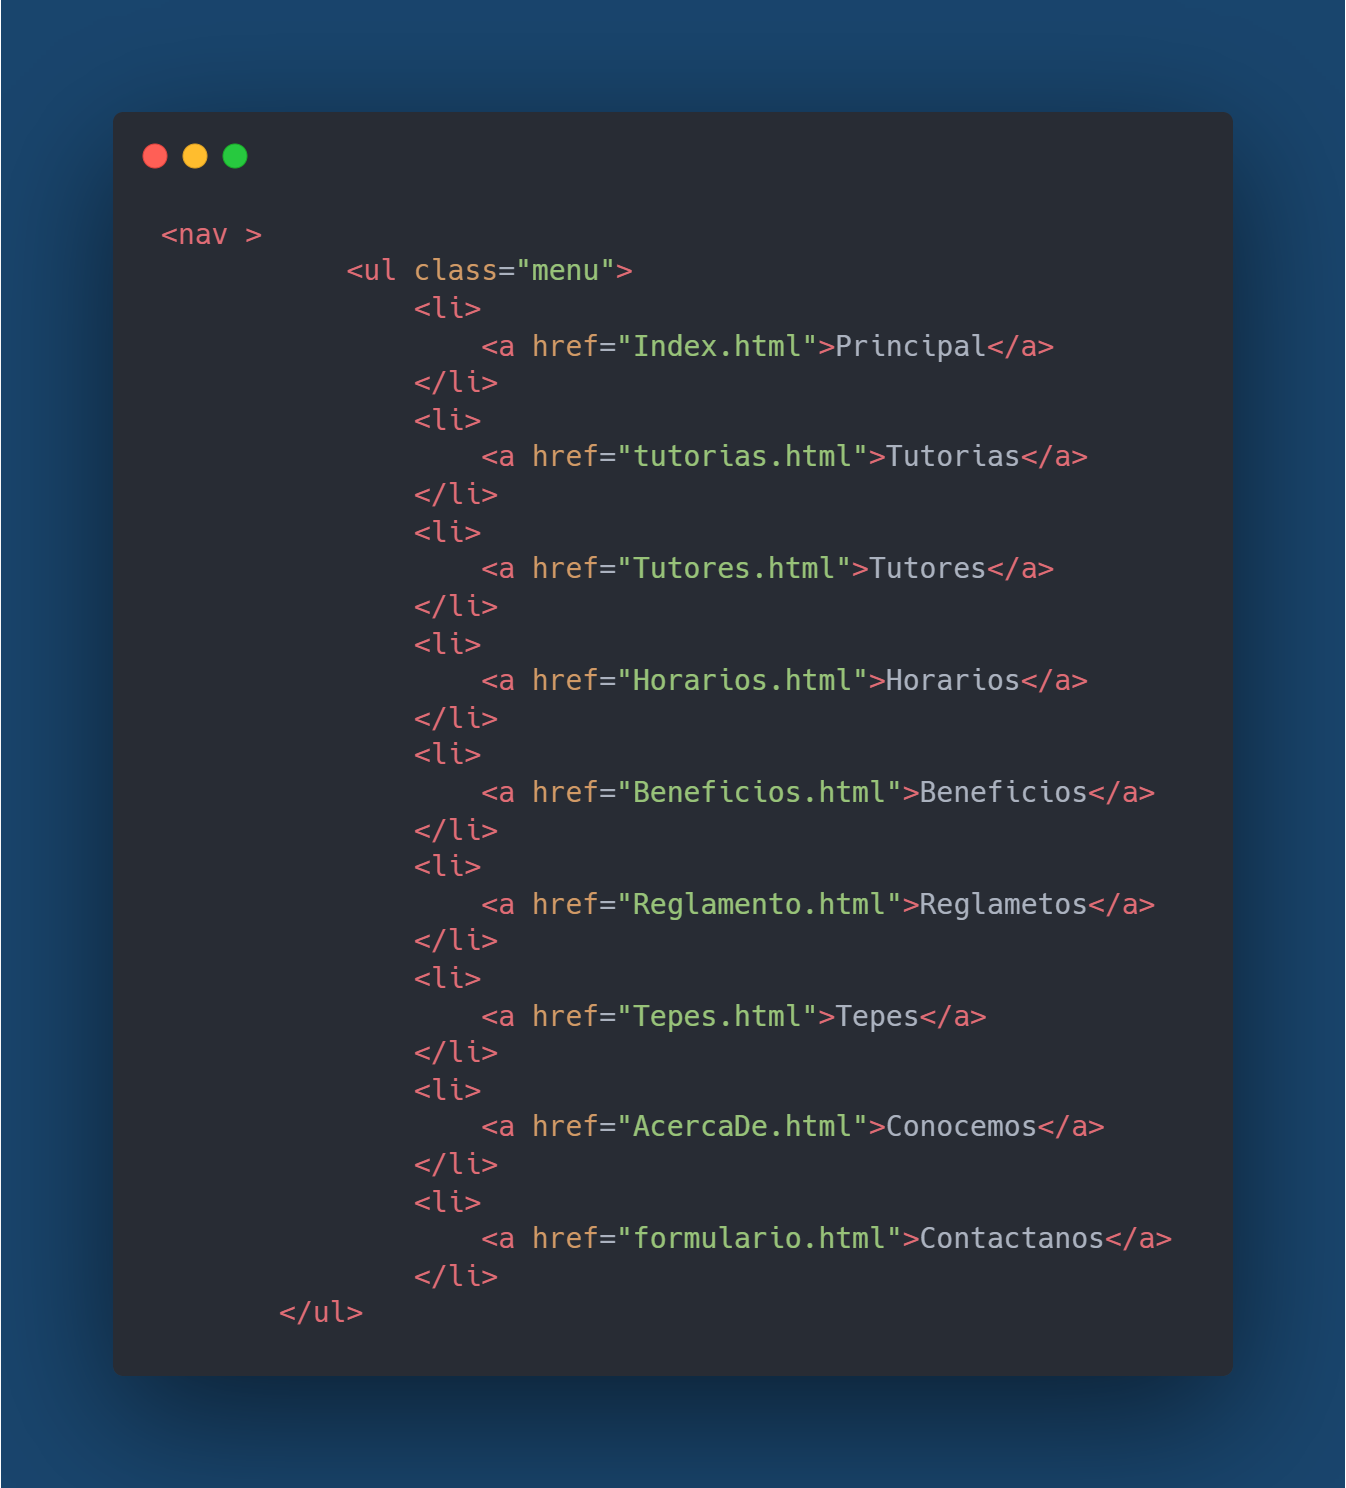 <nav >
<ul class="menu">
<li>
<a href="Index.html">Principal</a>
</li>
<li>
<a href="tutorias.html">Tutorias</a>
</li>
<li>
<a href="Tutores.html">Tutores</a>
</li>
<li>
<a href="Horarios.html">Horarios</a>
</li>
<li>
<a href="Beneficios.html">Beneficios</a>
</li>
<li>
<a href="Reglamento.html">Reglametos</a>
</li>
<li>
<a href="Tepes.html">Tepes</a>
</li>
<li>
<a href="AcercaDe.html">Conocemos</a>
</li>
<li>
<a href="formulario.html">Contactanos</a>
</li>
</ul>